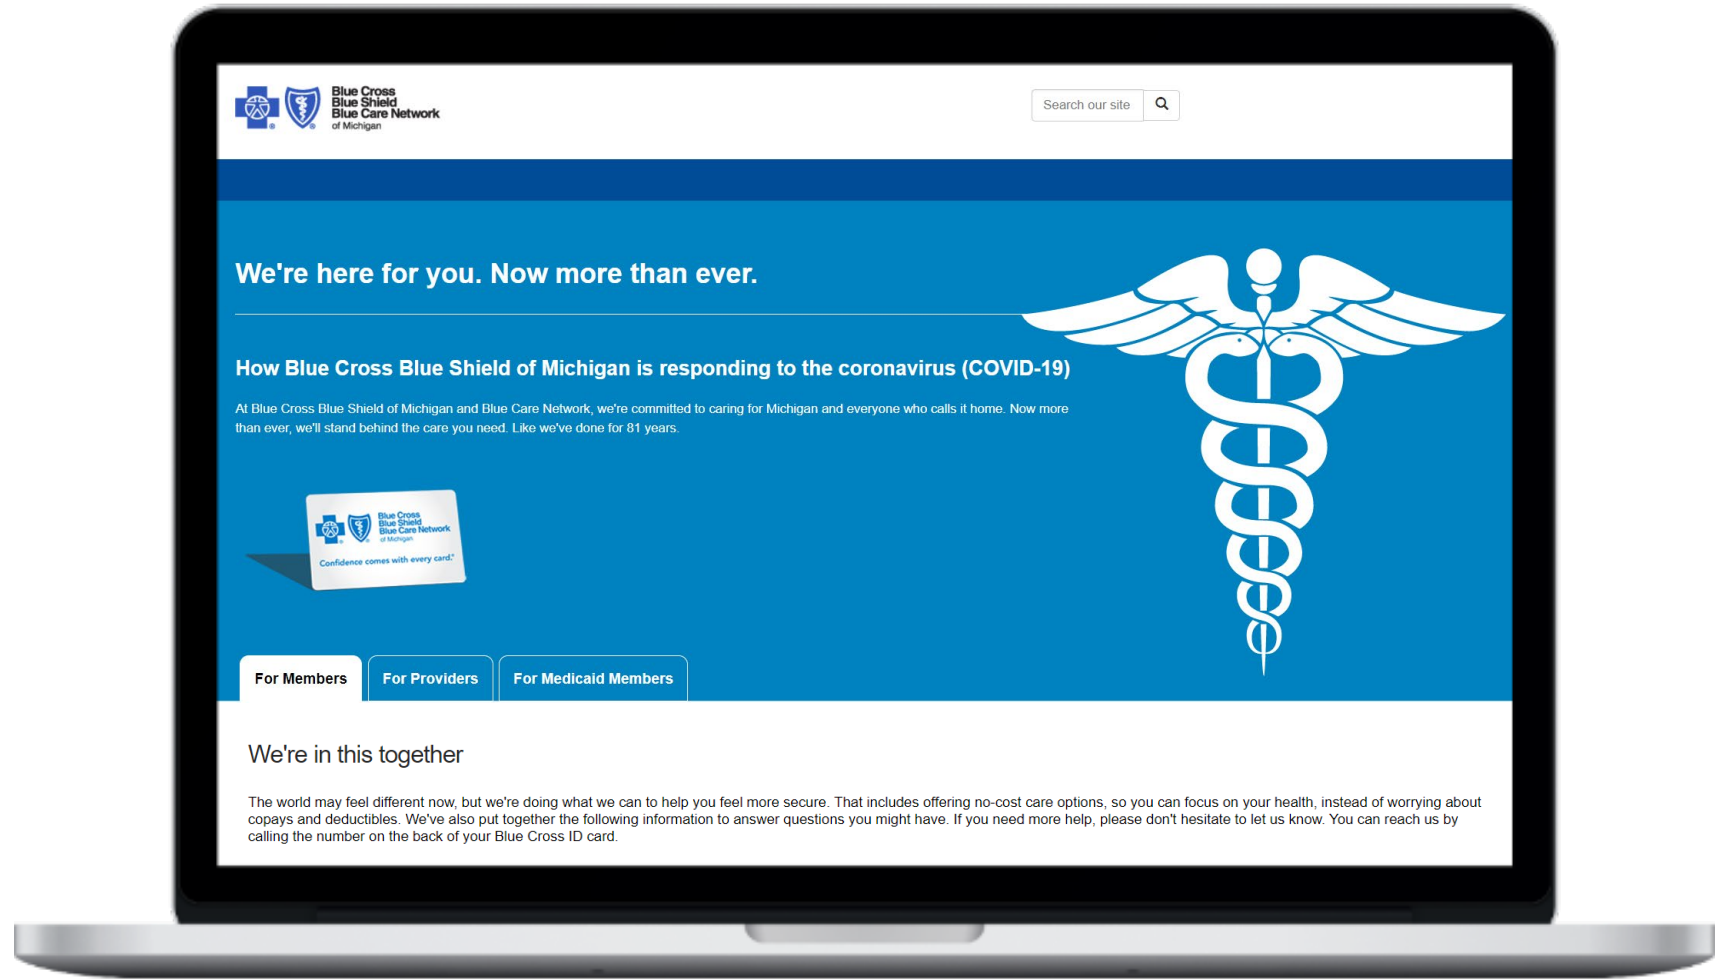 Blue Cross
Blue Shield
Blue Care Network
of Michigan
Search our site
We're here for you. Now more than ever.
How Blue Cross Blue Shield of Michigan is responding to the coronavirus (COVID-19)
At Blue Cross Blue Shield of Michigan and Blue Care Network, we're committed to caring for Michigan and everyone who calls it home. Now more
than ever, we'll stand behind the care you need. Like we've done for 81 years.
Blue Cross
Blue Shield
Blue Care Network
of Michigan
Confidence comes with every card.®
For Members
For Providers
For Medicaid Members
We're in this together
The world may feel different now, but we're doing what we can to help you feel more secure. That includes offering no-cost care options, so you can focus on your health, instead of worrying about
copays and deductibles. We've also put together the following information to answer questions you might have. If you need more help, please don't hesitate to let us know. You can reach us by
calling the number on the back of your Blue Cross ID card.